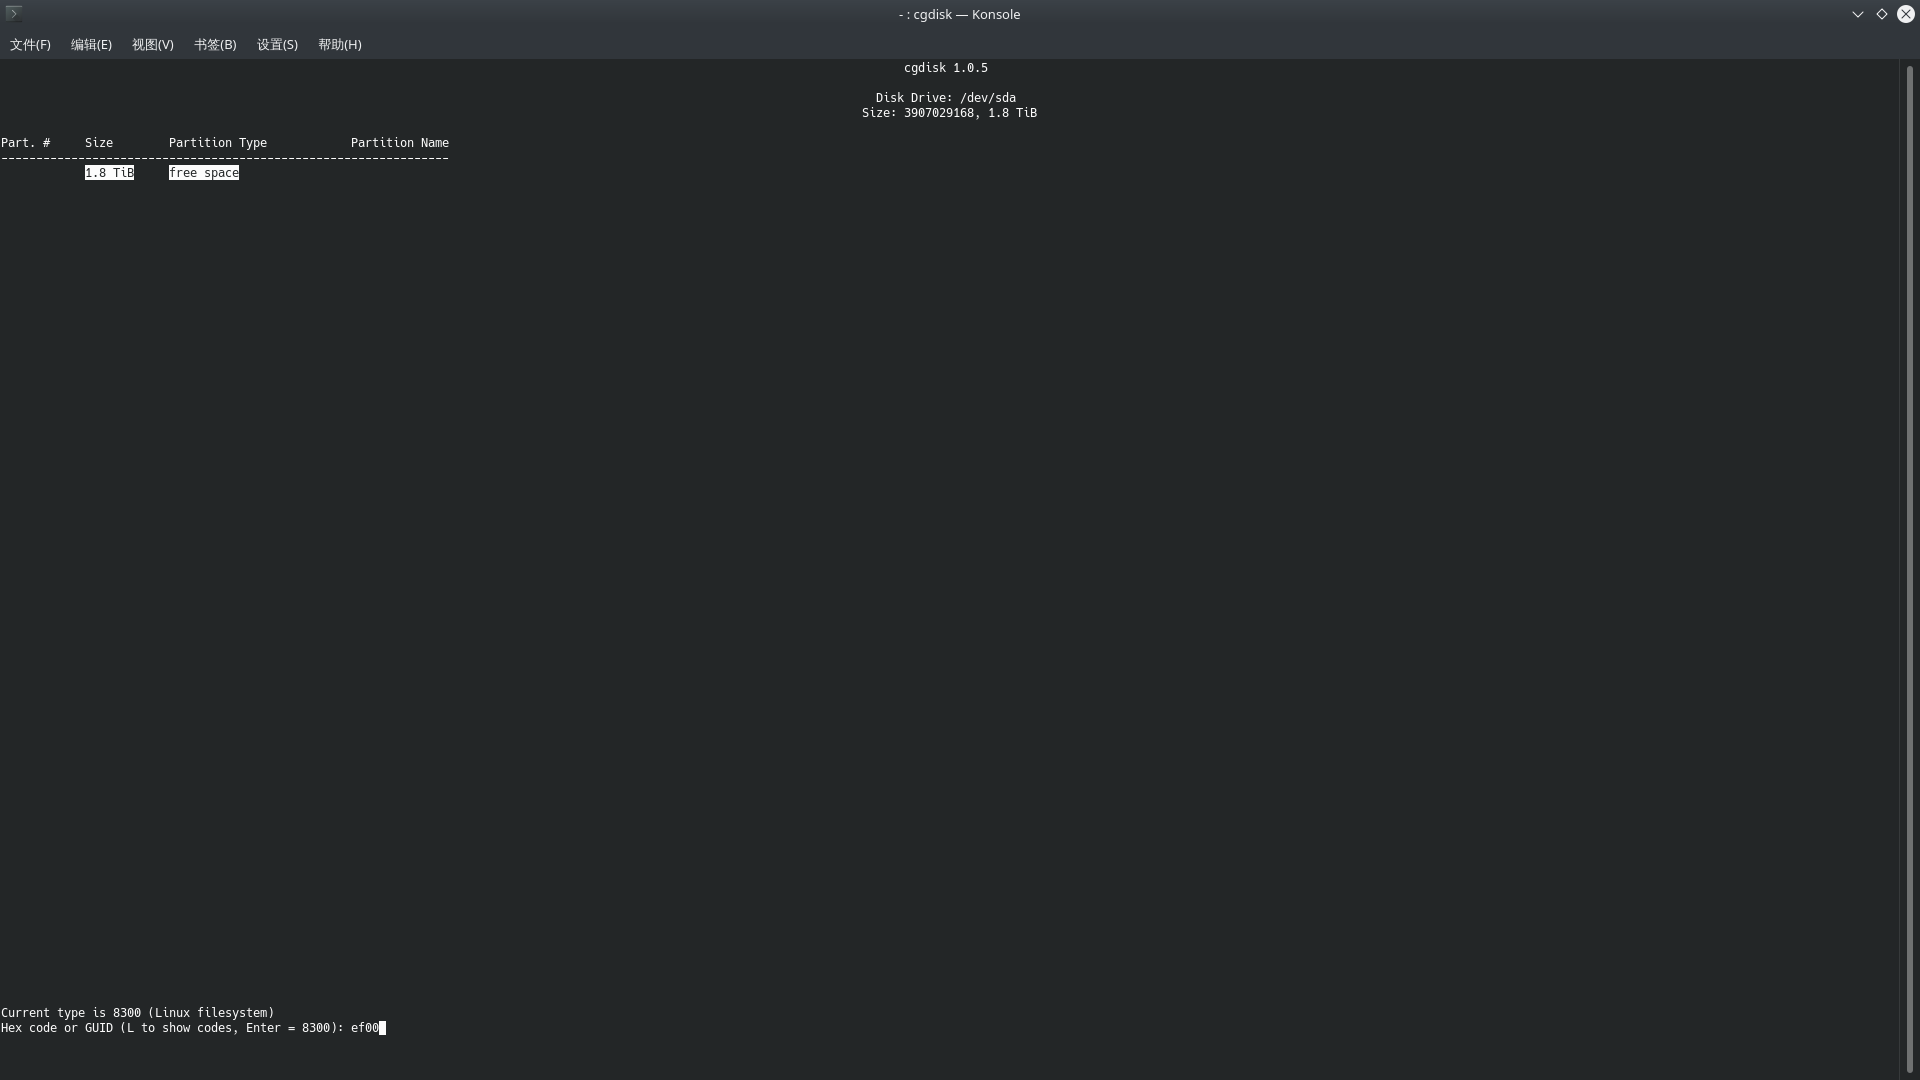 - : cgdisk — Konsole
文件(F) 编辑(E) 视图(V) 书签(B) 设置(S) 帮助(H)
cgdisk 1.0.5
Disk Drive: /dev/sda
Size: 3907029168, 1.8 TiB
Part. # Size Partition Type Partition Name
----------------------------------------------------------------
1.8 TiB free space
Current type is 8300 (Linux filesystem)
Hex code or GUID (L to show codes, Enter = 8300): ef00